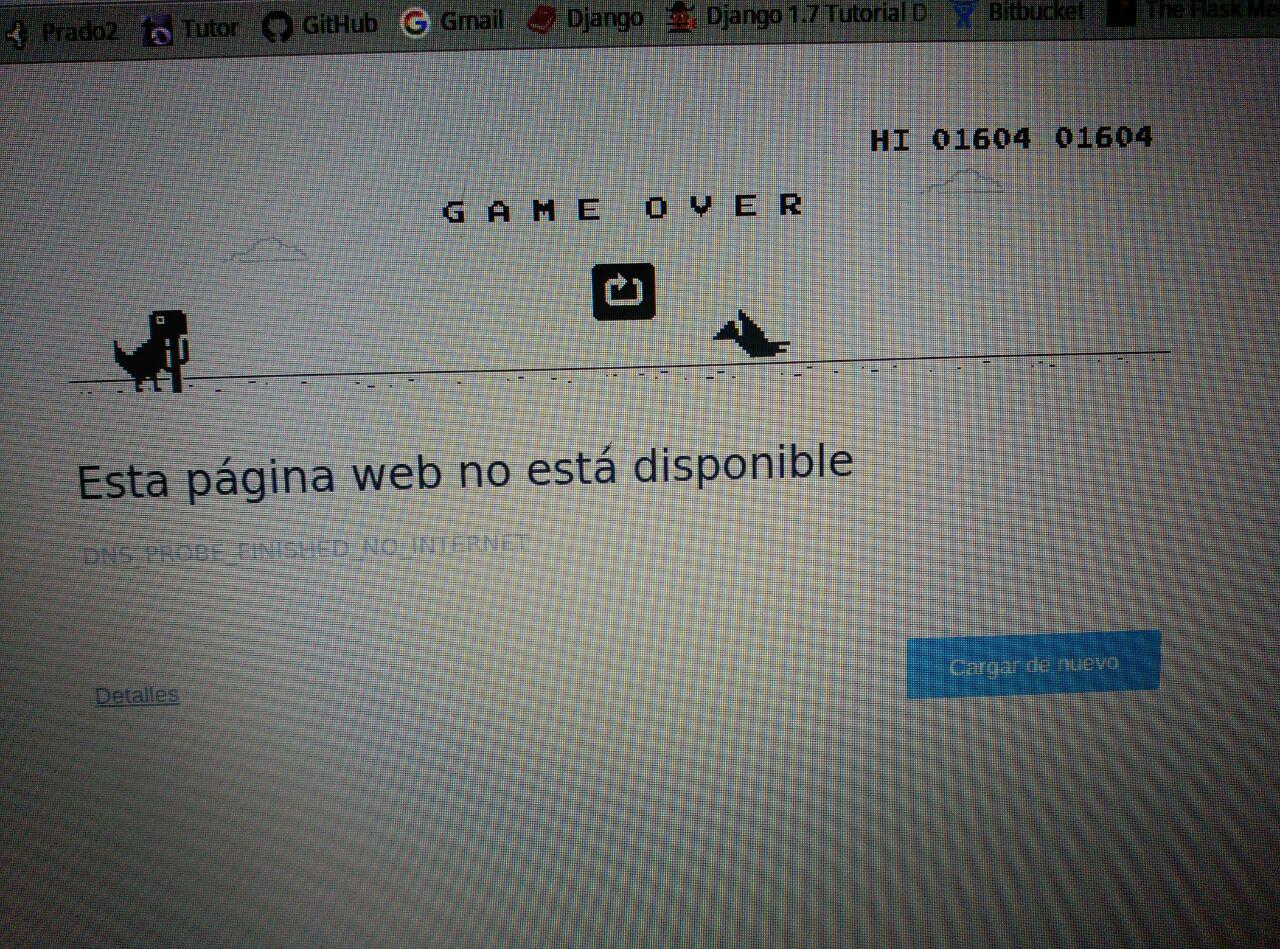 Prado2 Tutor GitHub Gmail Django Django 1.7 Tutorial D Bitbucket The Flask Me
HI 01604 01604
GAME OVER
Esta página web no está disponible
DNS_PROBE_FINISHED_NO_INTERNET
Cargar de nuevo
Detalles